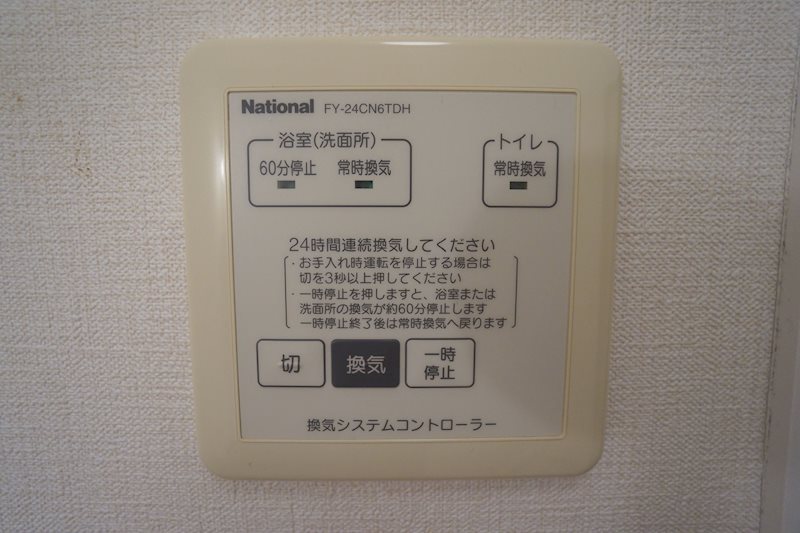 National FY-24CN6TDH
浴室(洗面所)
トイレ
60分停止 常時換気
常時換気
24時間連続換気してください
・お手入れ時運転を停止する場合は
切を3秒以上押してください
・一時停止を押しますと、浴室または
洗面所の換気が約60分停止します
一時停止終了後は常時換気へ戻ります
切
換気
一時
停止
換気システムコントローラー